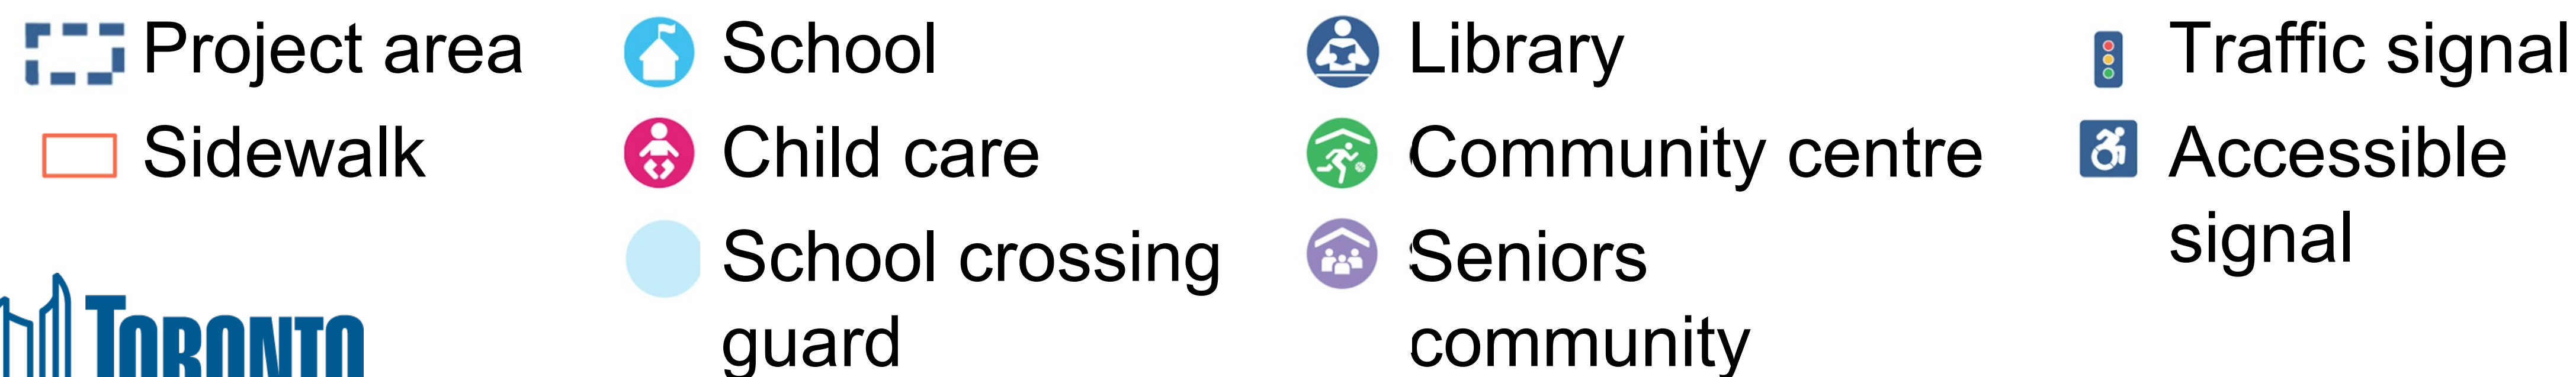 Project area
Sidewalk
School
Child care
School crossing
guard
Library
Community centre
Seniors
community
Traffic signal
Accessible
signal
TORONTO